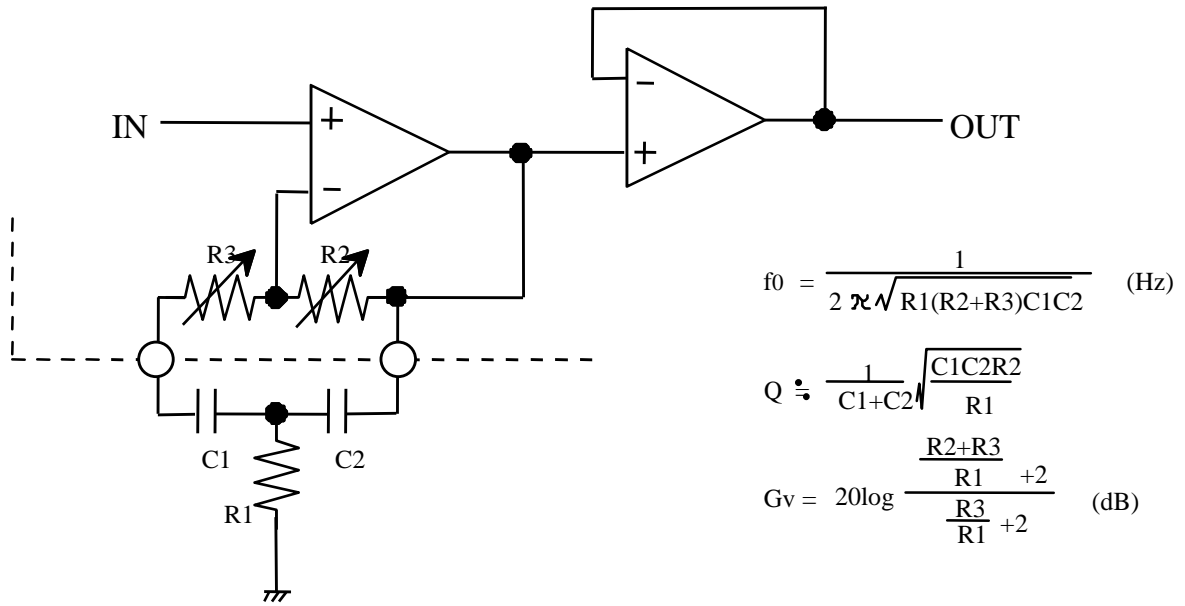 IN
+
−
−
+
OUT
R3
R2
C1
C2
R1
f0 = 1 / 2 π√R1(R2+R3)C1C2 (Hz)
Q ≒ 1 / C1+C2 √C1C2R2 / R1
Gv = 20log R2+R3 / R1 +2 / R3 / R1 +2 (dB)